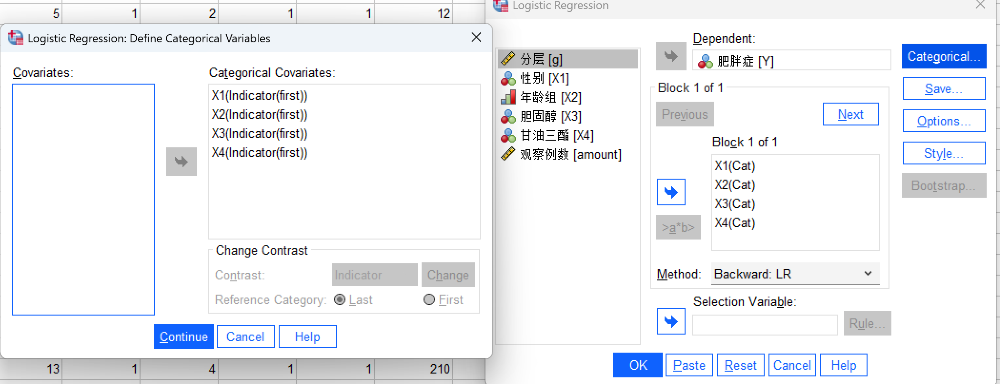 5 1 2 1 1 12
Logistic Regression: Define Categorical Variables
Covariates:
Categorical Covariates:
X1(Indicator(first))
X2(Indicator(first))
X3(Indicator(first))
X4(Indicator(first))
Change Contrast
Contrast: Indicator Change
Reference Category: Last First
Continue Cancel Help
13 1 4 1 1 210
Logistic Regression
分层 [g]
性别 [X1]
年龄组 [X2]
胆固醇 [X3]
甘油三酯 [X4]
观察例数 [amount]
Dependent:
肥胖症 [Y]
Block 1 of 1
Previous Next
Block 1 of 1
X1(Cat)
X2(Cat)
X3(Cat)
X4(Cat)
>a*b>
Method: Backward: LR
Selection Variable:
Rule...
Categorical...
Save...
Options...
Style...
Bootstrap...
OK Paste Reset Cancel Help